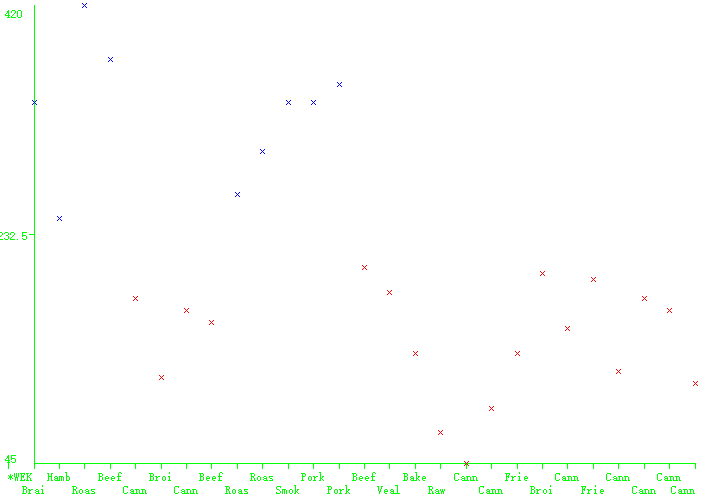 420
232.5
45
*WEK Hamb Beef Broi Beef Roas Pork Beef Bake Cann Frie Cann Cann Cann
Brai Roas Cann Cann Roas Smok Pork Veal Raw Cann Broi Frie Cann Cann